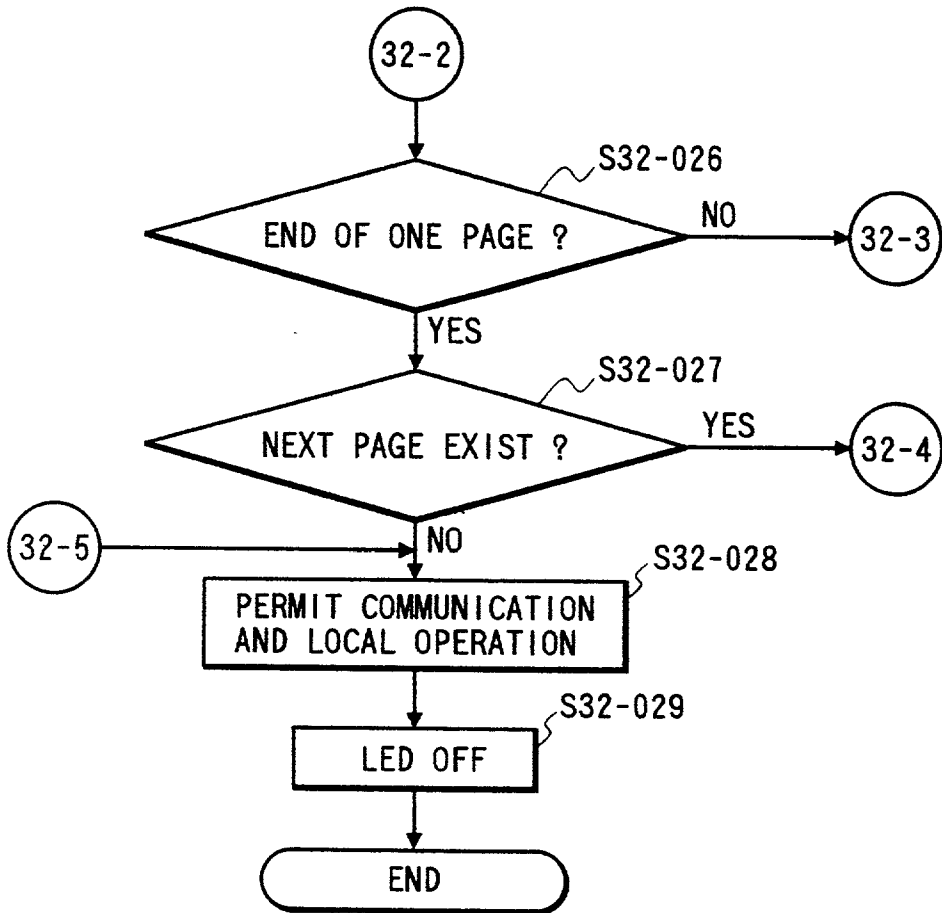 32-2
S32-026
END OF ONE PAGE ?
NO
32-3
YES
S32-027
NEXT PAGE EXIST ?
YES
32-4
32-5
NO
S32-028
PERMIT COMMUNICATION
AND LOCAL OPERATION
S32-029
LED OFF
END